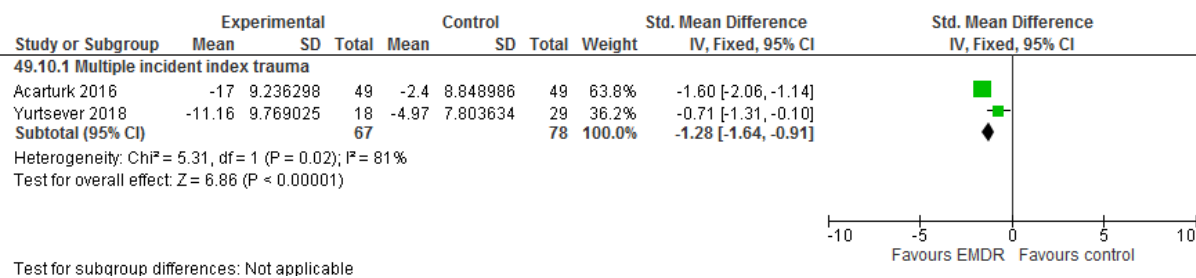 Experimental Control Std. Mean Difference Std. Mean Difference
Study or Subgroup Mean SD Total Mean SD Total Weight IV, Fixed, 95% CI IV, Fixed, 95% CI
49.10.1 Multiple incident index trauma
Acarturk 2016 -17 9.236298 49 -2.4 8.848986 49 63.8% -1.60 [-2.06, -1.14]
Yurtsever 2018 -11.16 9.769025 18 -4.97 7.803634 29 36.2% -0.71 [-1.31, -0.10]
Subtotal (95% CI) 67 78 100.0% -1.28 [-1.64, -0.91]
Heterogeneity: Chi² = 5.31, df = 1 (P = 0.02); I² = 81%
Test for overall effect: Z = 6.86 (P < 0.00001)
-10 -5 0 5 10
Favours EMDR Favours control
Test for subgroup differences: Not applicable